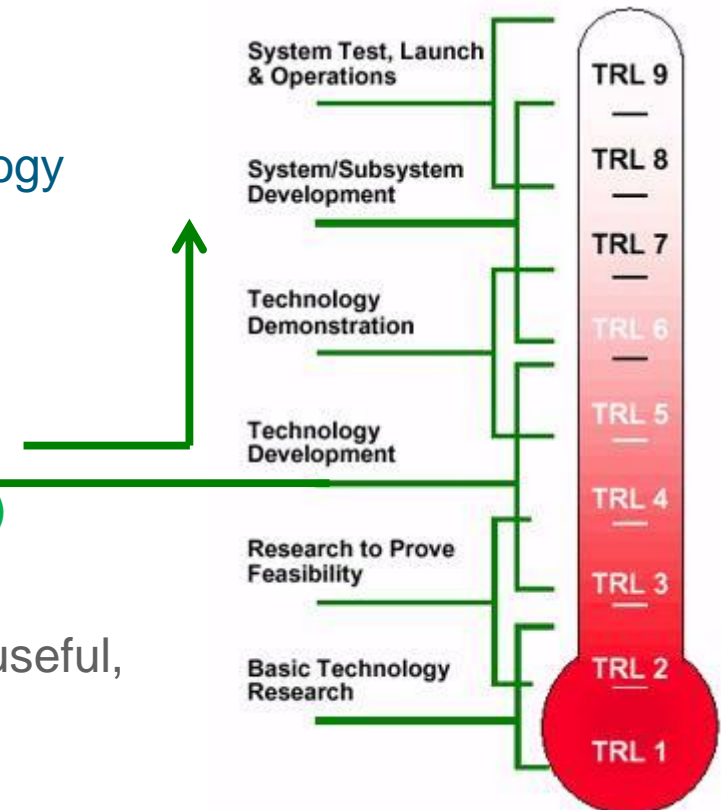 System Test, Launch
& Operations
TRL 9
ogy
System/Subsystem
Development
TRL 8
TRL 7
Technology
Demonstration
TRL 6
Technology
Development
TRL 5
)
TRL 4
Research to Prove
Feasibility
TRL 3
useful,
Basic Technology
Research
TRL 2
TRL 1